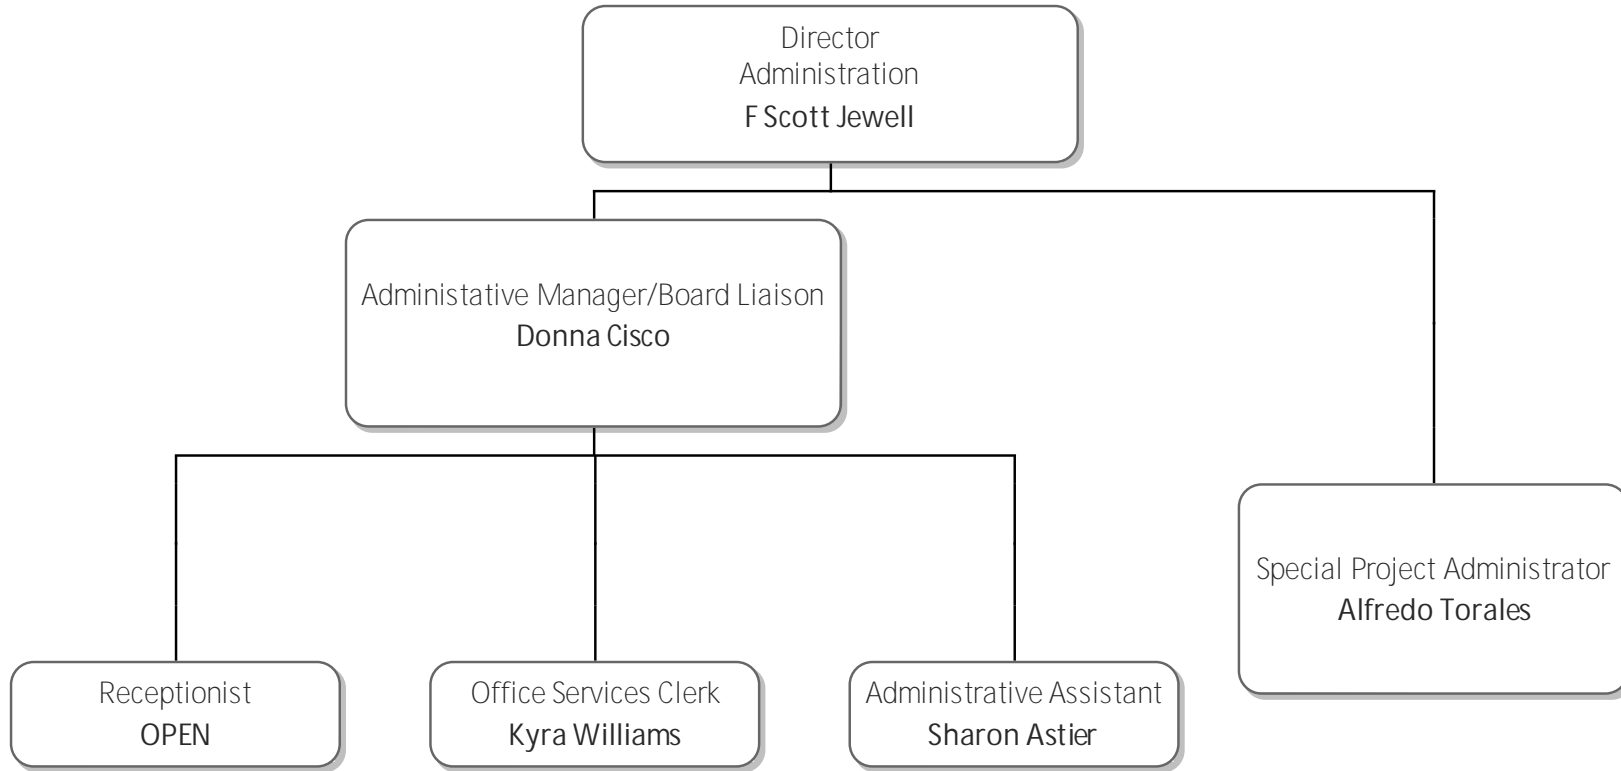 Director
Administration
F Scott Jewell
Administative Manager/Board Liaison
Donna Cisco
Special Project Administrator
Alfredo Torales
Receptionist
OPEN
Office Services Clerk
Kyra Williams
Administrative Assistant
Sharon Astier